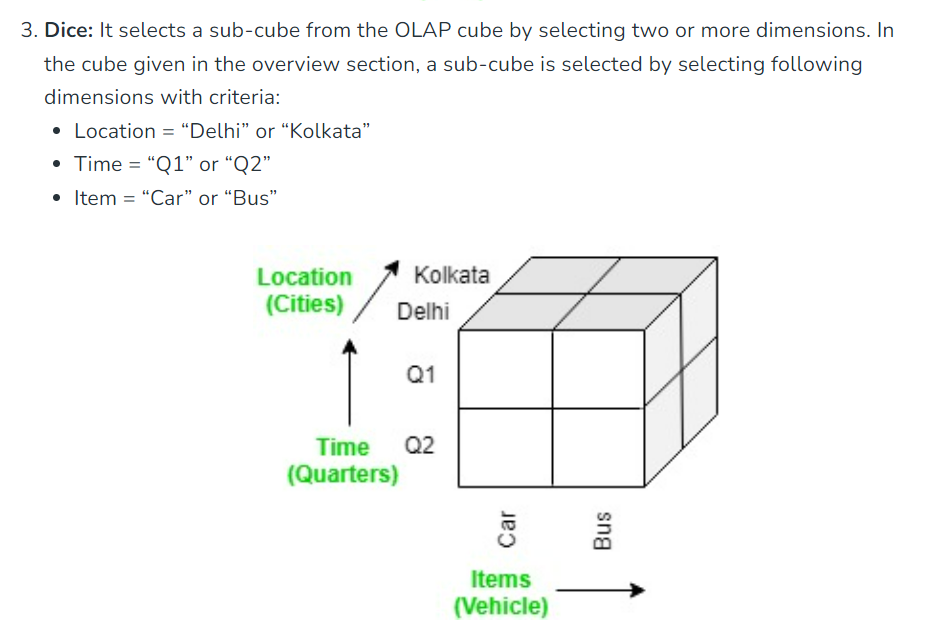 3. Dice: It selects a sub-cube from the OLAP cube by selecting two or more dimensions. In
the cube given in the overview section, a sub-cube is selected by selecting following
dimensions with criteria:
• Location = “Delhi” or “Kolkata”
• Time = “Q1” or “Q2”
• Item = “Car” or “Bus”
Location
(Cities)
Kolkata
Delhi
Q1
Time
(Quarters)
Q2
Car
Bus
Items
(Vehicle)